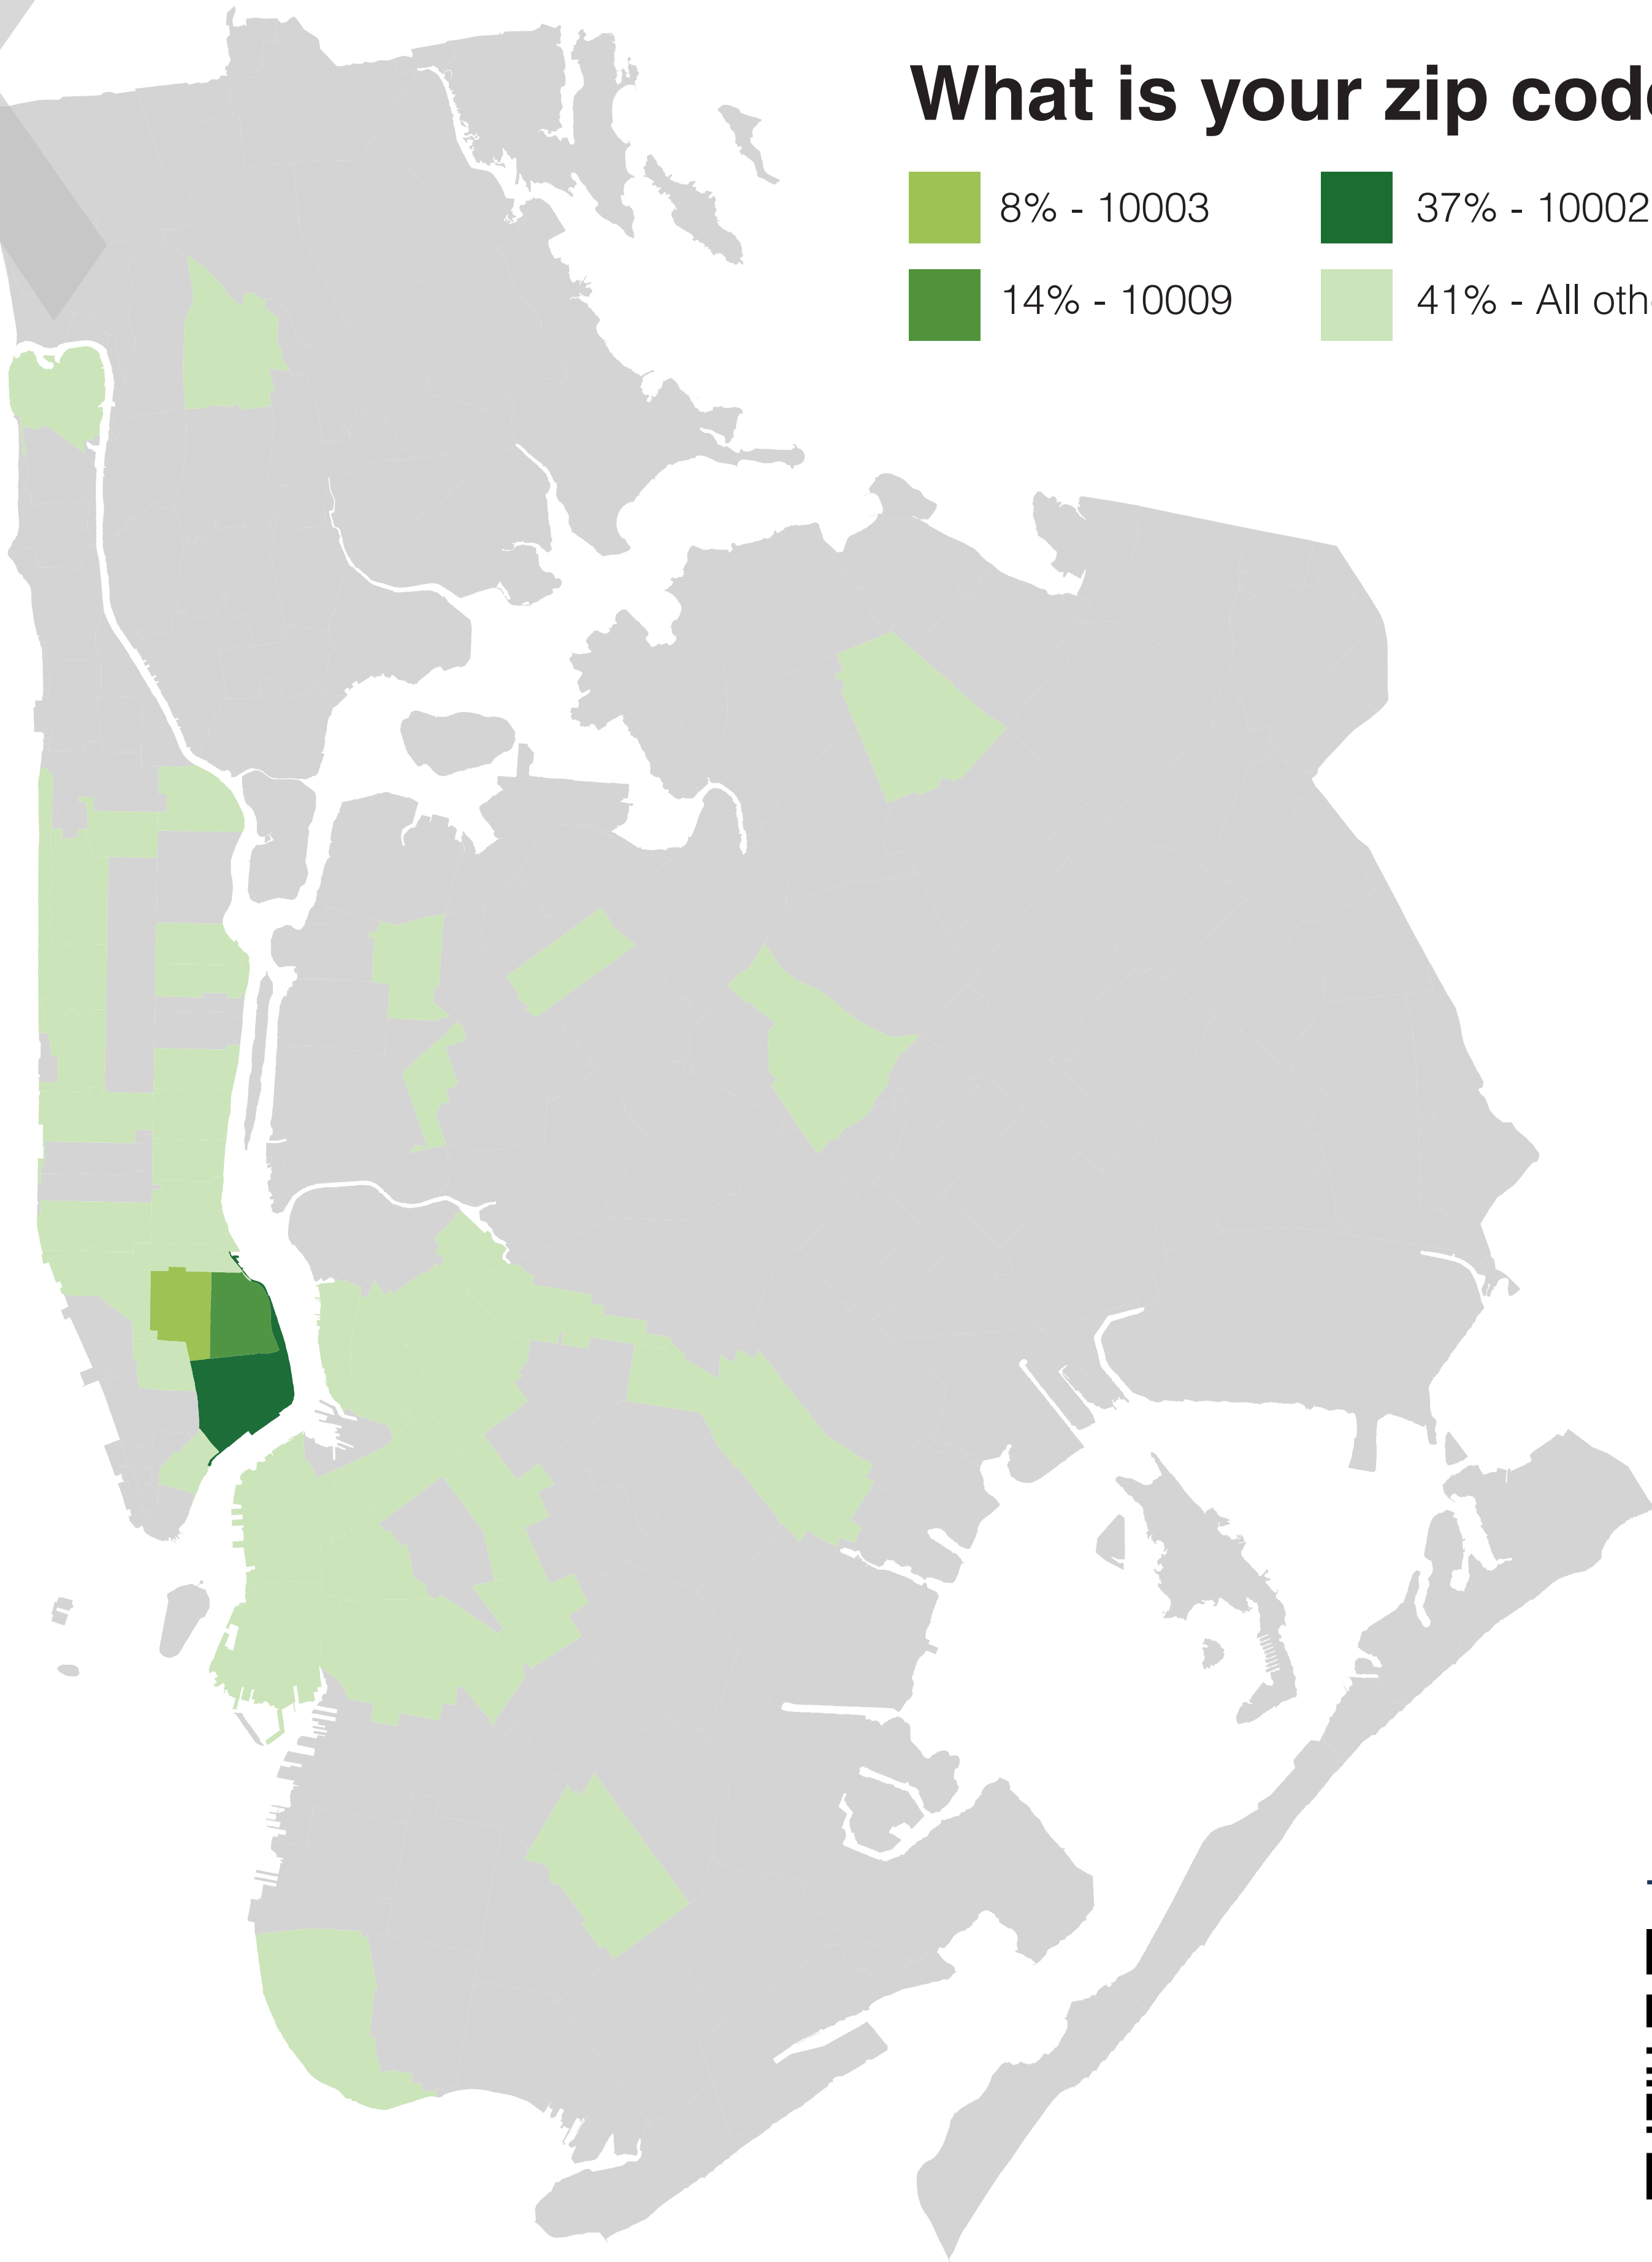 What is your zip code
8% - 10003
37% - 10002
14% - 10009
41% - All oth